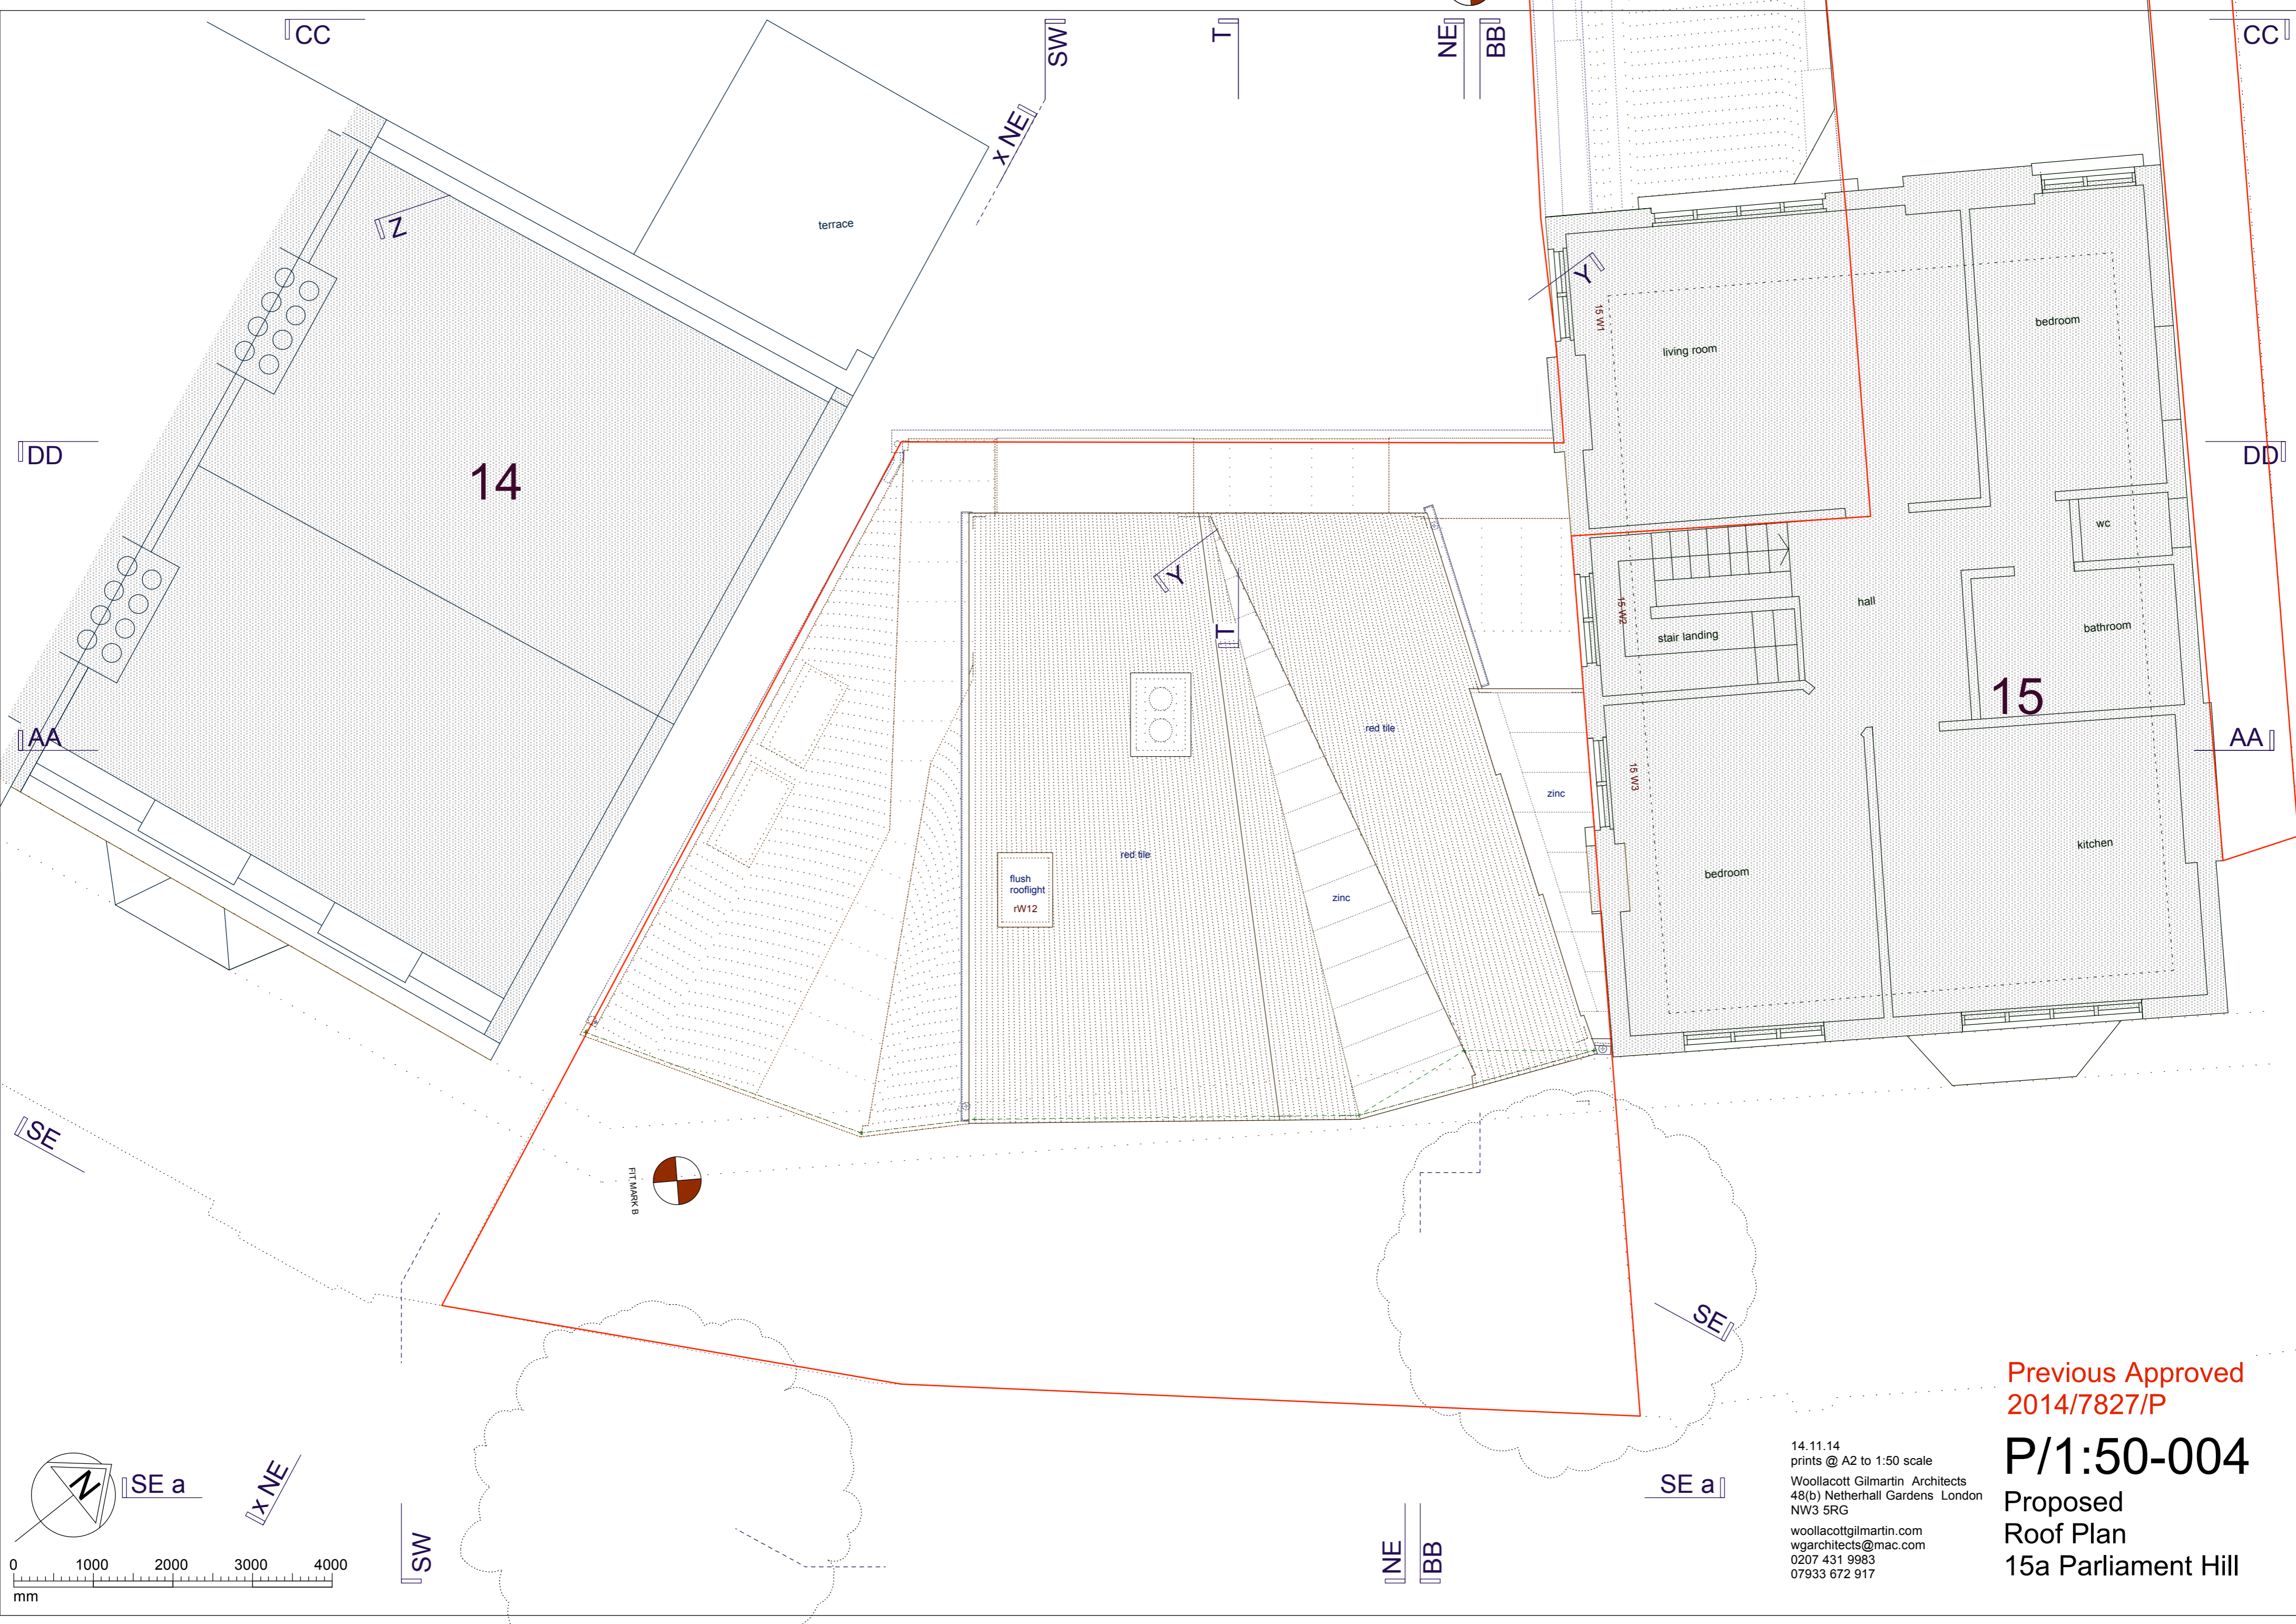 CC
SW
T
NE
BB
CC
x NE
Z
terrace
Y
15 W1
living room
bedroom
DD
14
DD
wc
Y
T
15 W2
stair landing
hall
bathroom
15
AA
red tile
AA
15 W3
zinc
kitchen
red tile
bedroom
flush
rooflight
rW12
zinc
SE
FIT MARK B
SE
Previous Approved
2014/7827/P
14.11.14
prints @ A2 to 1:50 scale
Woollacott Gilmartin Architects
48(b) Netherhall Gardens London
NW3 5RG
woollacottgilmartin.com
wgarchitects@mac.com
0207 431 9983
07933 672 917
P/1:50-004
Proposed
Roof Plan
15a Parliament Hill
N
SE a
x NE
SE a
SW
NE
BB
0 1000 2000 3000 4000
mm